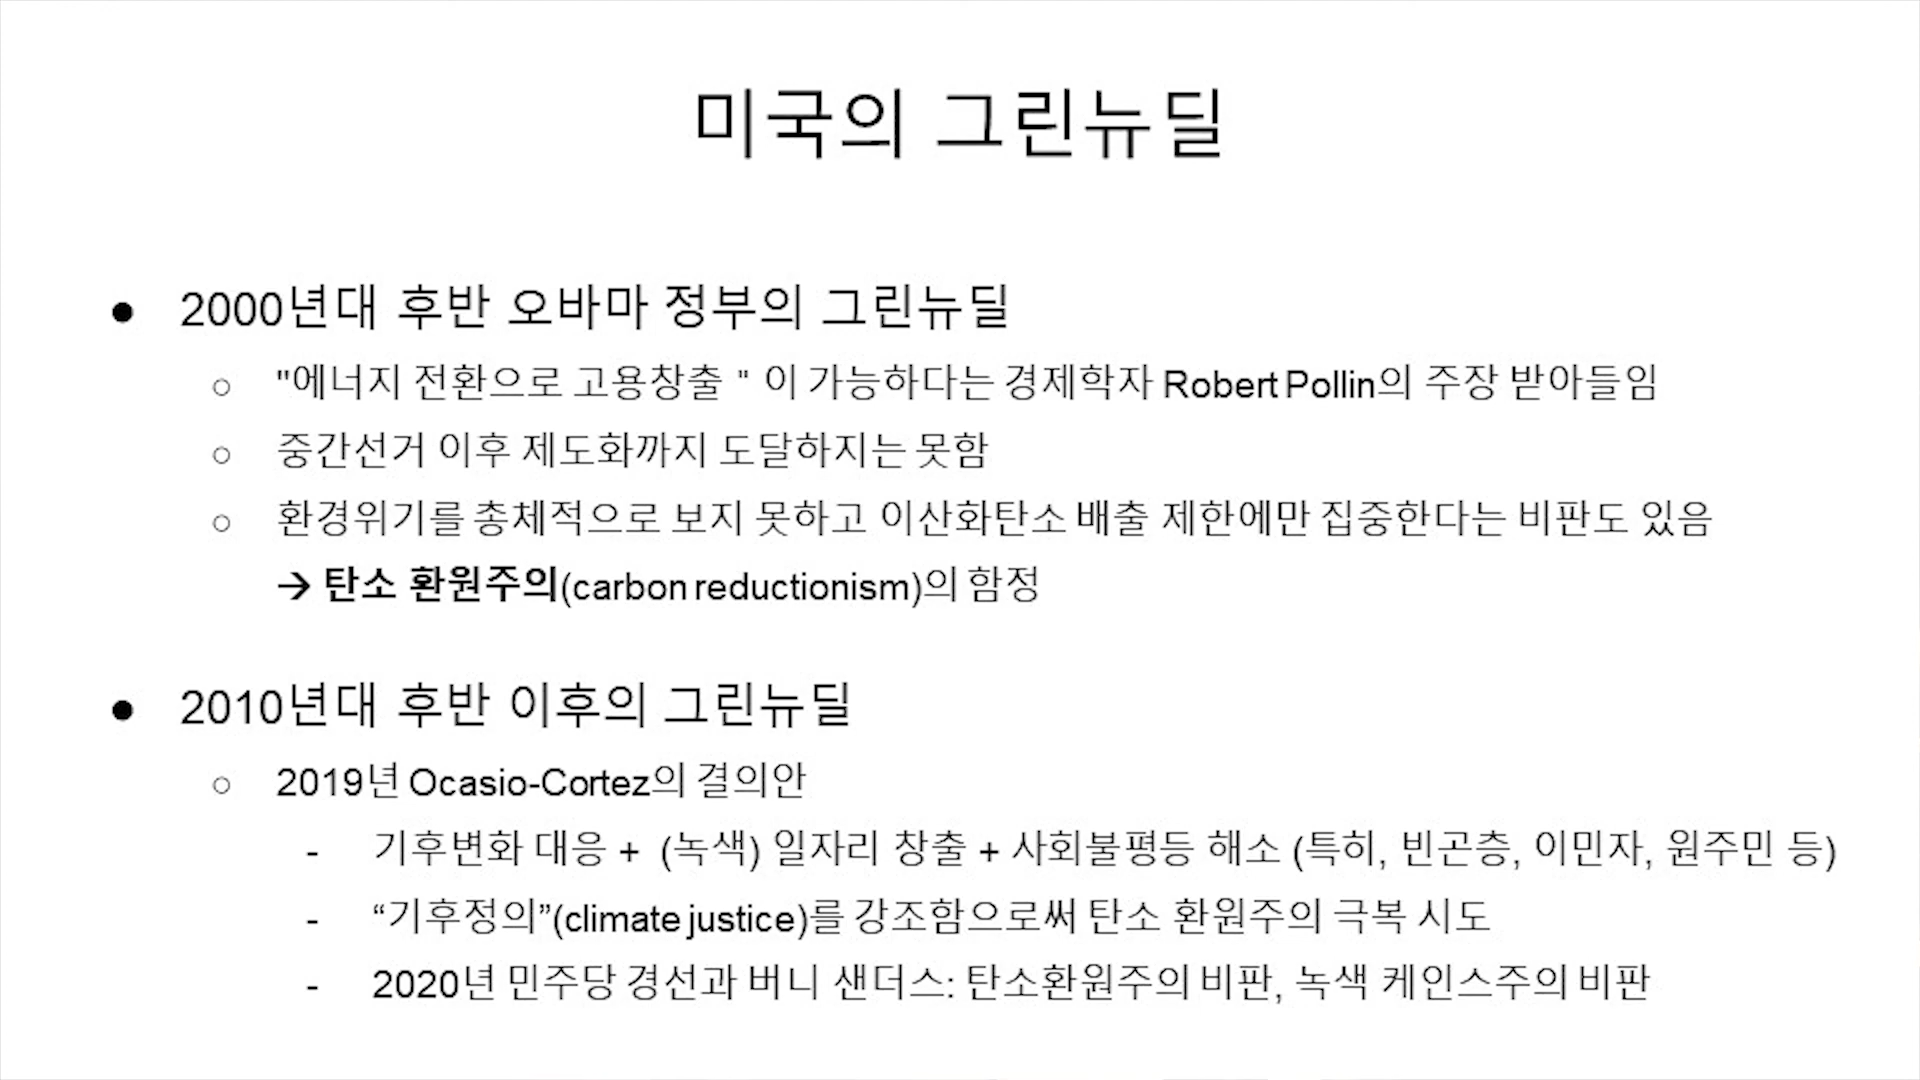 미국의 그린뉴딜
● 2000년대 후반 오바마 정부의 그린뉴딜
○ "에너지 전환으로 고용창출 " 이 가능하다는 경제학자 Robert Pollin의 주장 받아들임
○ 중간선거 이후 제도화까지 도달하지는 못함
○ 환경위기를 총체적으로 보지 못하고 이산화탄소 배출 제한에만 집중한다는 비판도 있음
→ 탄소 환원주의(carbon reductionism)의 함정
● 2010년대 후반 이후의 그린뉴딜
○ 2019년 Ocasio-Cortez의 결의안
- 기후변화 대응 + (녹색) 일자리 창출 + 사회불평등 해소 (특히, 빈곤층, 이민자, 원주민 등)
- “기후정의”(climate justice)를 강조함으로써 탄소 환원주의 극복 시도
- 2020년 민주당 경선과 버니 샌더스: 탄소환원주의 비판, 녹색 케인스주의 비판